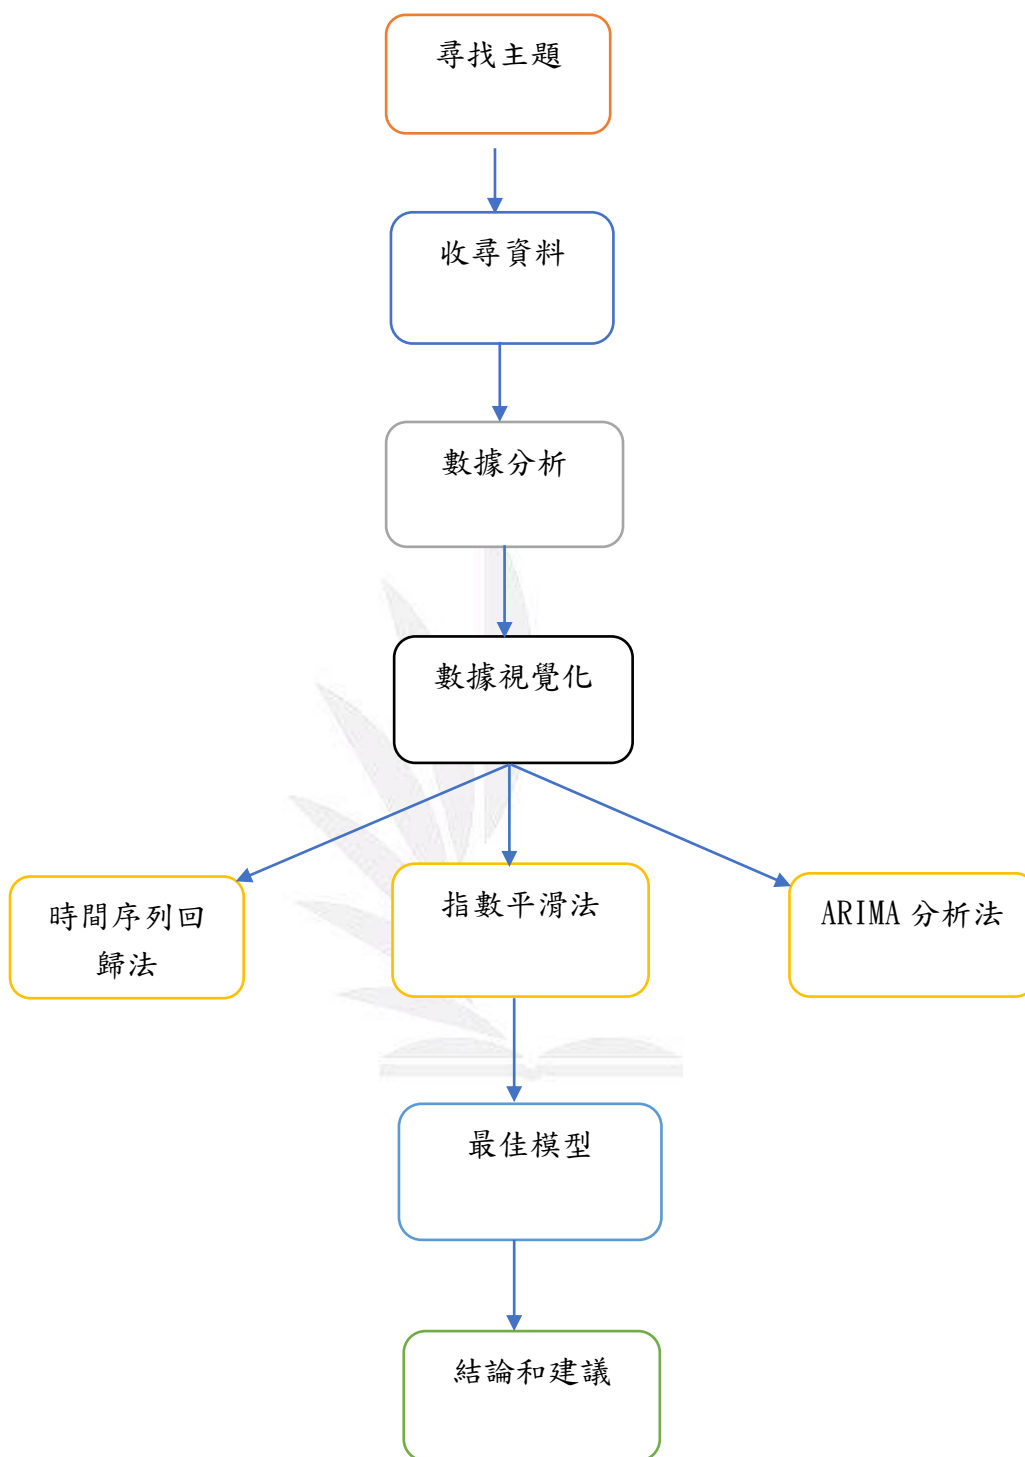 尋找主題
收尋資料
數據分析
數據視覺化
時間序列回
歸法
指數平滑法
ARIMA 分析法
最佳模型
結論和建議